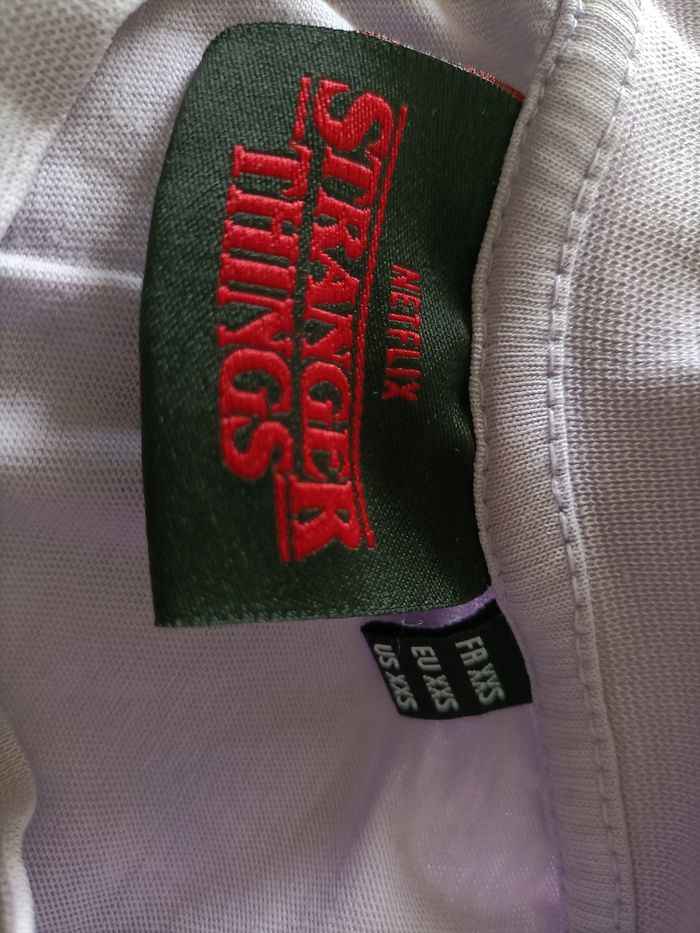 NETFLIX
STRANGER
THINGS
FR XXS
EU XXS
US XXS